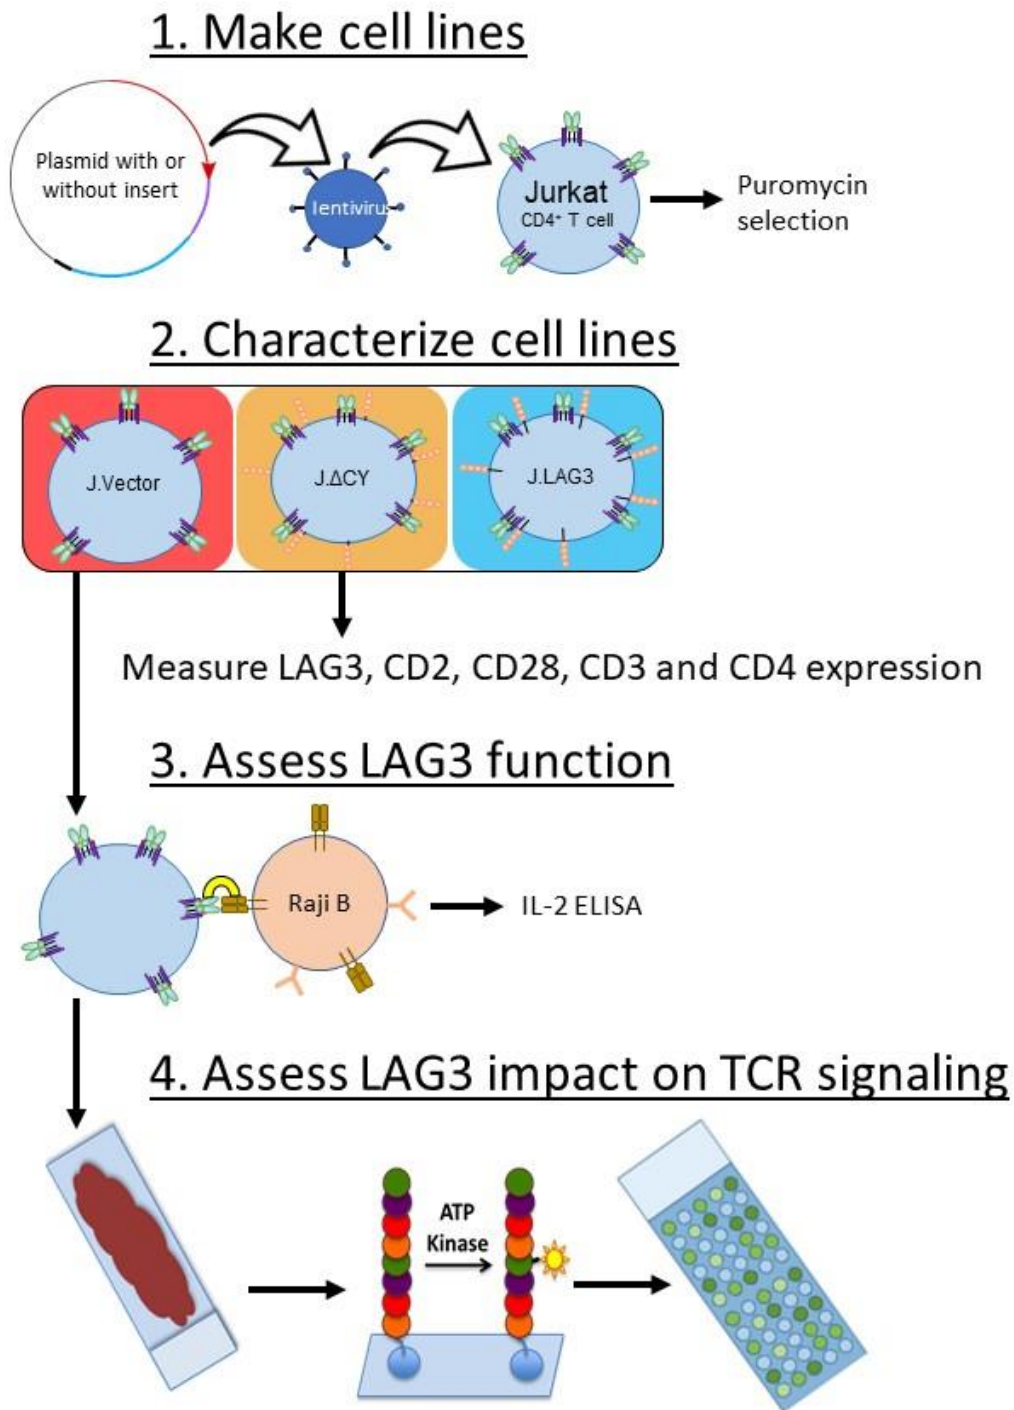 1. Make cell lines
Plasmid with or
without insert
lentivirus
Jurkat
CD4⁺ T cell
Puromycin
selection
2. Characterize cell lines
J.Vector
J.ΔCY
J.LAG3
Measure LAG3, CD2, CD28, CD3 and CD4 expression
3. Assess LAG3 function
Raji B
IL-2 ELISA
4. Assess LAG3 impact on TCR signaling
ATP
Kinase